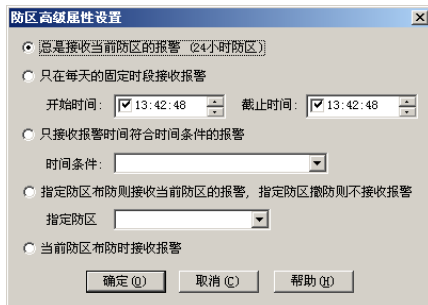 防区高级属性设置
总是接收当前防区的报警 (24小时防区)
只在每天的固定时段接收报警
开始时间: 13:42:48 截止时间: 13:42:48
只接收报警时间符合时间条件的报警
时间条件:
指定防区布防则接收当前防区的报警, 指定防区撤防则不接收报警
指定防区
当前防区布防时接收报警
确定(O) 取消(C) 帮助(H)